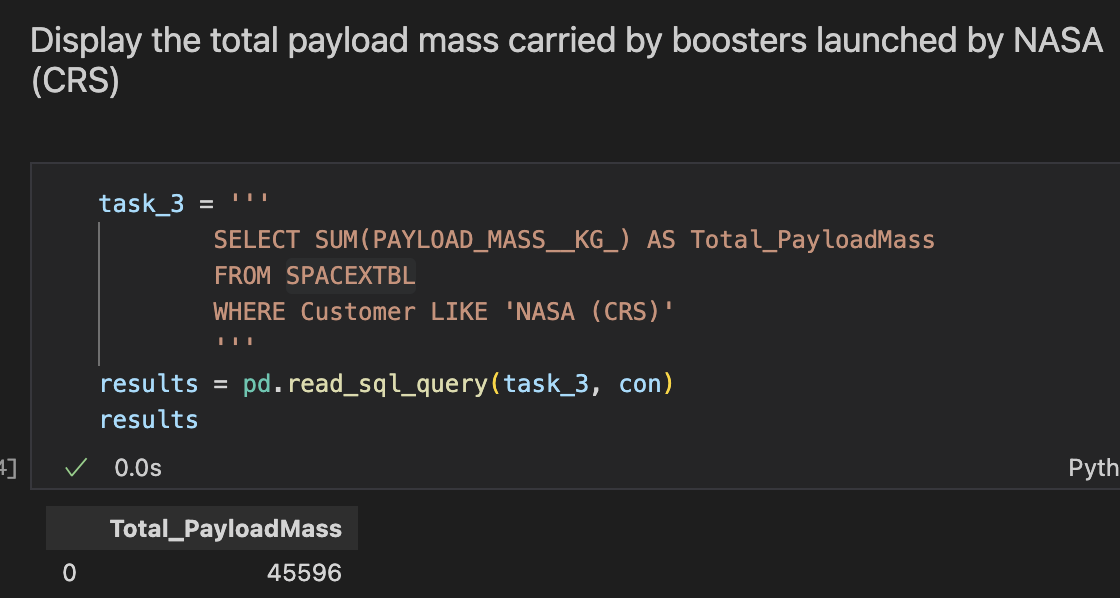 Display the total payload mass carried by boosters launched by NASA
(CRS)
task_3 = '''
SELECT SUM(PAYLOAD_MASS__KG_) AS Total_PayloadMass
FROM SPACEXTBL
WHERE Customer LIKE 'NASA (CRS)'
'''
results = pd.read_sql_query(task_3, con)
results
4]
0.0s
Pyth
Total_PayloadMass
0 45596